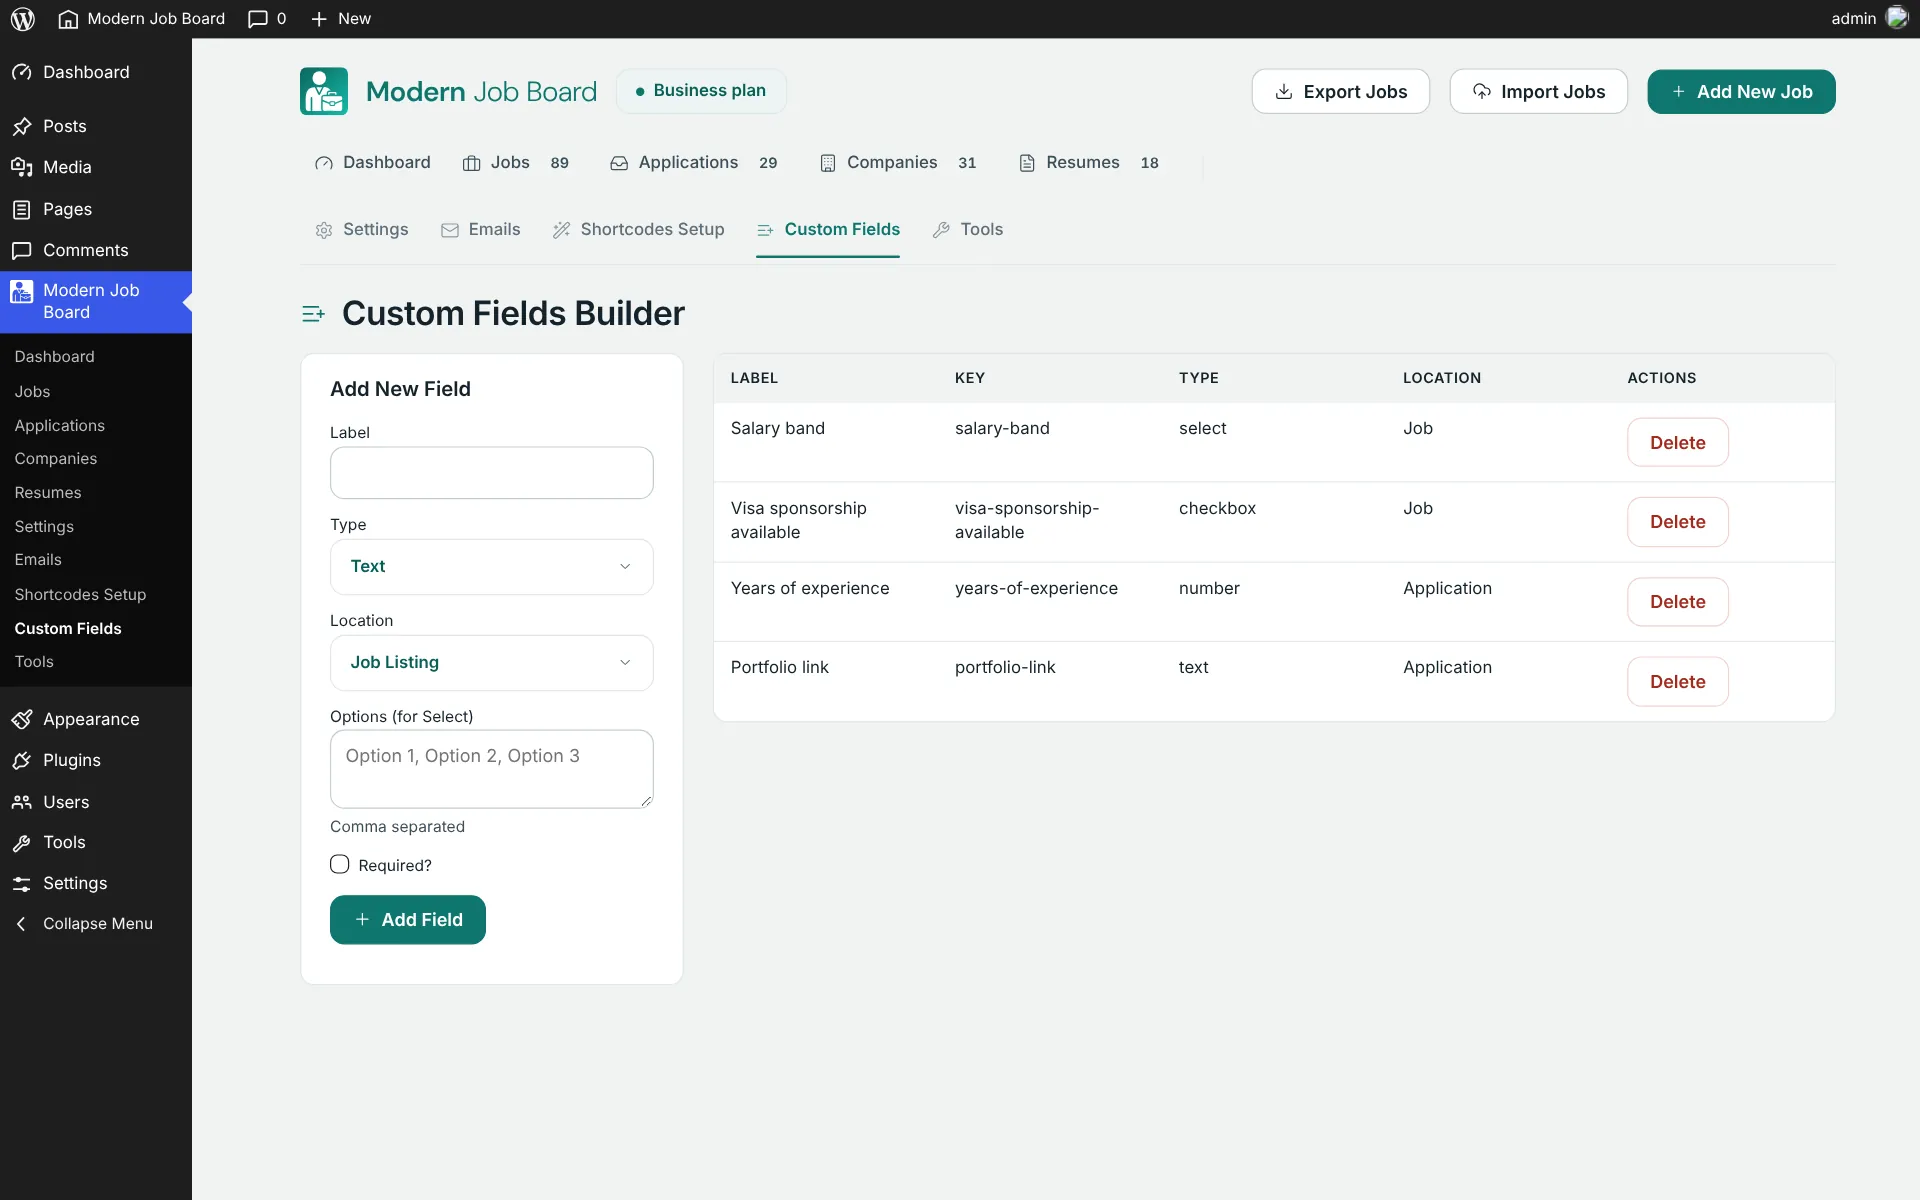 Modern Job Board
0
New
admin
Dashboard
Posts
Media
Pages
Comments
Modern Job
Board
Dashboard
Jobs
Applications
Companies
Resumes
Settings
Emails
Shortcodes Setup
Custom Fields
Tools
Appearance
Plugins
Users
Tools
Settings
Collapse Menu
Modern Job Board
Business plan
Export Jobs
Import Jobs
Add New Job
Dashboard
Jobs 89
Applications 29
Companies 31
Resumes 18
Settings
Emails
Shortcodes Setup
Custom Fields
Tools
Custom Fields Builder
Add New Field
Label
Type
Text
Location
Job Listing
Options (for Select)
Option 1, Option 2, Option 3
Comma separated
Required?
Add Field
LABEL KEY TYPE LOCATION ACTIONS
Salary band salary-band select Job Delete
Visa sponsorship visa-sponsorship- checkbox Job Delete
available available
Years of experience years-of-experience number Application Delete
Portfolio link portfolio-link text Application Delete